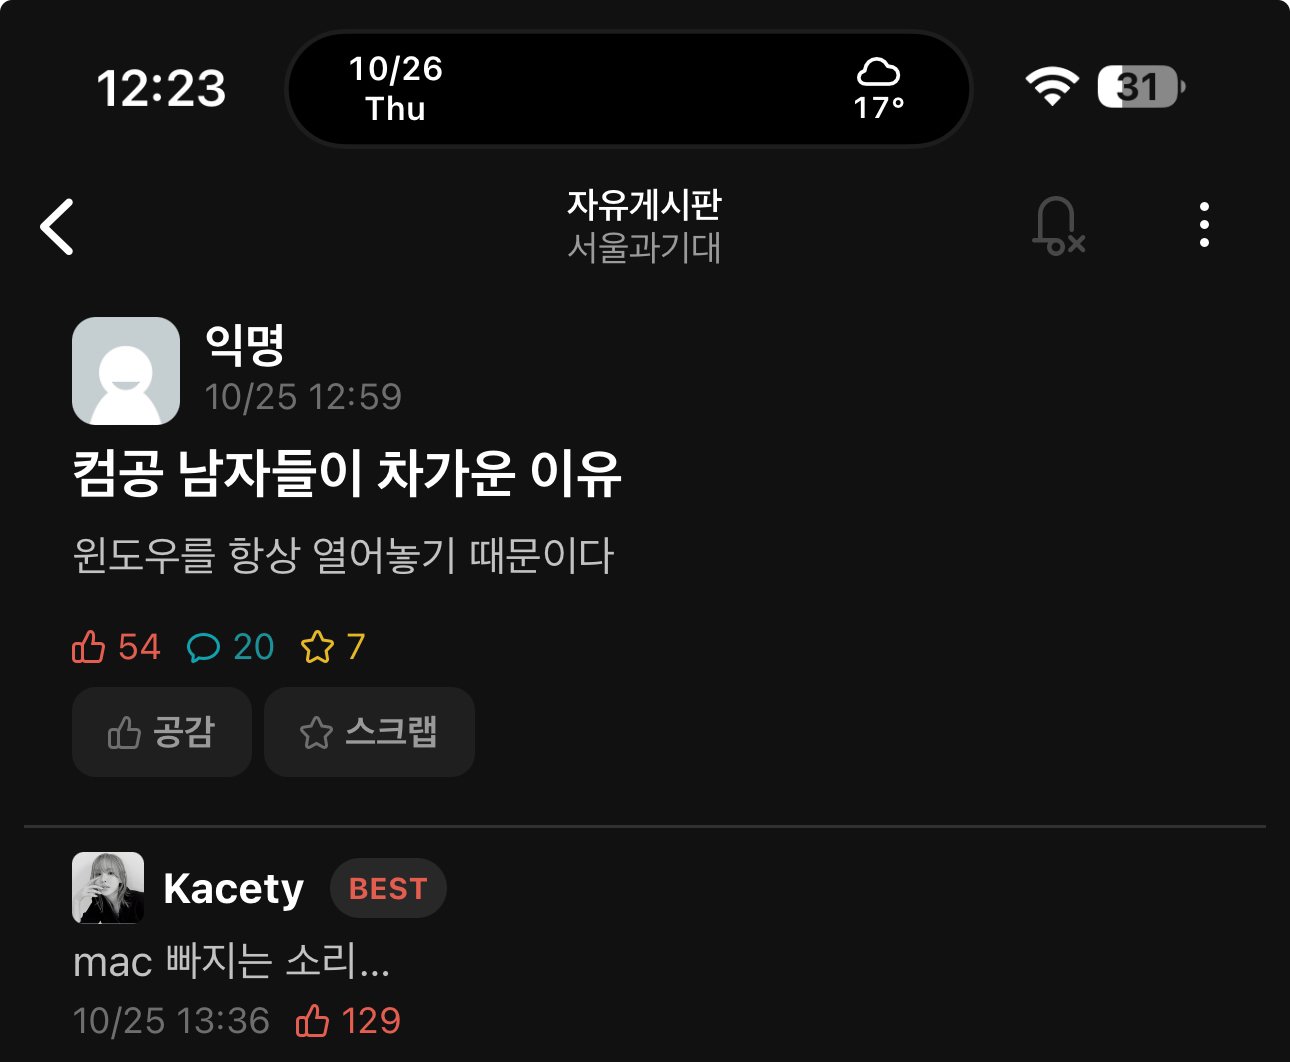 12:23
10/26
Thu
17°
31
자유게시판
서울과기대
익명
10/25 12:59
컴공 남자들이 차가운 이유
윈도우를 항상 열어놓기 때문이다
54 20 7
공감 스크랩
Kacety BEST
mac 빠지는 소리...
10/25 13:36 129